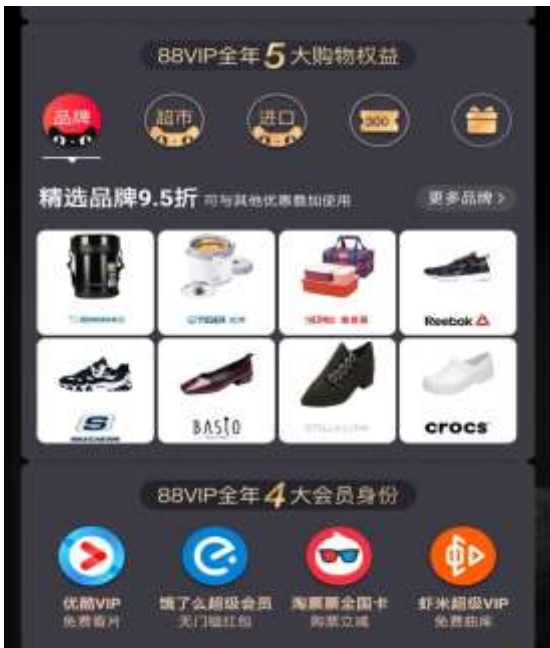 88VIP全年5大购物权益
品牌
超市
进口
300
精选品牌9.5折 可与其他优惠叠加使用
更多品牌 >
TIGER
Reebok
S
BASTO
crocs
88VIP全年4大会员身份
优酷VIP
饿了么超级会员
淘票票全国卡
虾米超级VIP
免费看片
无门槛红包
购票立减
免费曲库